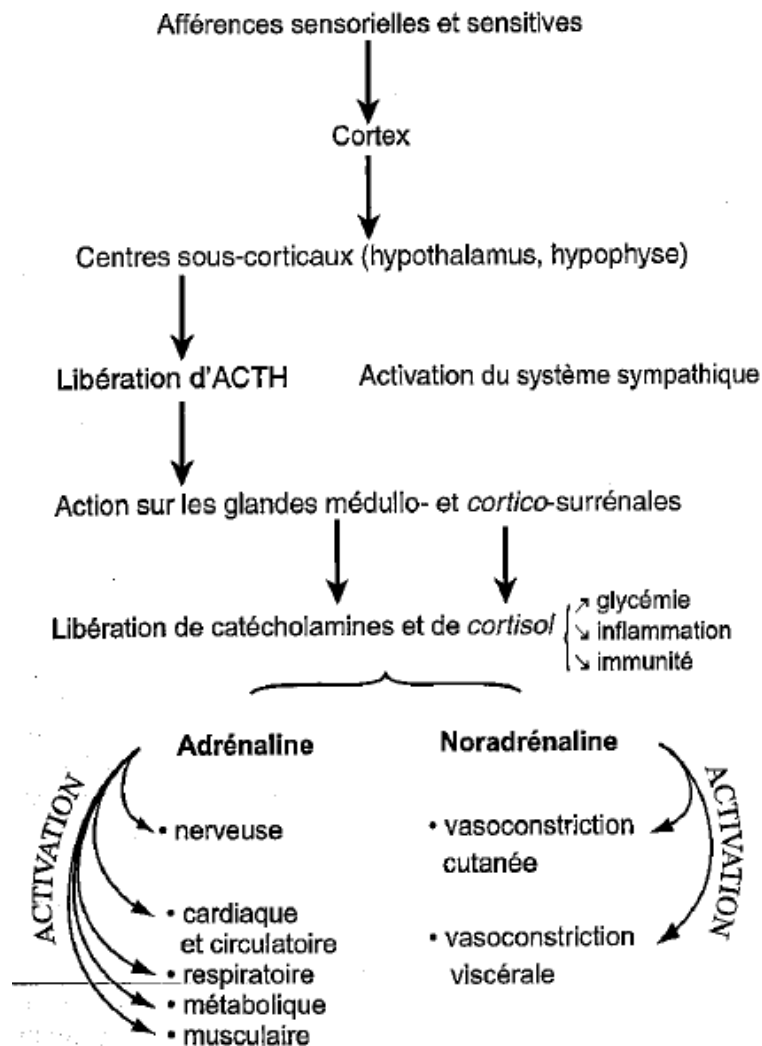 Afférences sensorielles et sensitives
Cortex
Centres sous-corticaux (hypothalamus, hypophyse)
Libération d'ACTH
Activation du système sympathique
Action sur les glandes médullo- et cortico-surrénales
Libération de catécholamines et de cortisol
↗ glycémie
↘ inflammation
↘ immunité
Adrénaline
ACTIVATION
• nerveuse
• cardiaque
et circulatoire
• respiratoire
• métabolique
• musculaire
Noradrénaline
ACTIVATION
• vasoconstriction
cutanée
• vasoconstriction
viscérale